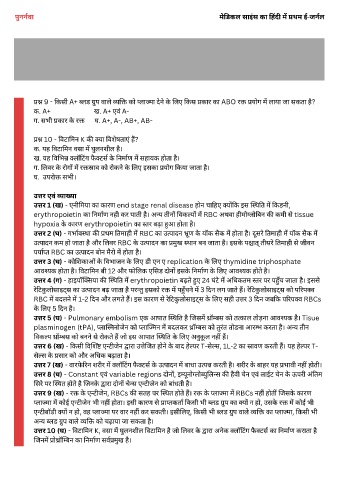 पुनर्नवा
मेडिकल साइंस का हिंदी में प्रथम ई-जर्नल
प्रश्न 9 - किसी A+ ब्लड ग्रुप वाले व्यक्ति को प्लाज्मा देने के लिए किस प्रकार का ABO रक्त प्रयोग में लाया जा सकता है?
क. A+ ख. A+ एवं A-
ग. सभी प्रकार के रक्त घ. A+, A-, AB+, AB-
प्रश्न 10 - विटामिन K की क्या विशेषताएं हैं?
क. यह विटामिन वसा में घुलनशील है।
ख. यह विभिन्न क्लॉटिंग फैक्टर्स के निर्माण में सहायक होता है।
ग. लिवर के रोगों में रक्तस्राव को रोकने के लिए इसका प्रयोग किया जाता है।
घ. उपरोक्त सभी।
उत्तर एवं व्याख्या
उत्तर 1 (ख) - एनीमिया का कारण end stage renal disease होन चाहिए क्योंकि इस स्थिति में किडनी,
erythropoietin का निर्माण नहीं कर पाती है। अन्य तीनों विकल्पों में RBC अथवा हीमोग्लोबिन की कमी से tissue
hypoxia के कारण erythropoietin का स्तर बढ़ा हुआ होता है।
उत्तर 2 (घ) - गर्भावस्था की प्रथम तिमाही में RBC का उत्पादन भ्रूण के यॉक सैक में होता है। दूसरे तिमाही में यॉक सैक में
उत्पादन कम हो जाता है और लिवर RBC के उत्पादन का प्रमुख स्थान बन जाता है। इसके पश्चात् तीसरे तिमाही से जीवन
पर्यन्त RBC का उत्पादन बोन मैरो में होता है।
उत्तर 3 (घ) - कोशिकाओं के विभाजन के लिए डी एन ए replication के लिए thymidine triphosphate
आवश्यक होता है। विटामिन बी 12 और फोलिक एसिड दोनों इसके निर्माण के लिए आवश्यक होते हैं।
उत्तर 4 (ग) - हाइपॉक्सिया की स्थिति में erythropoietin बढ़ते हुए 24 घंटे में अधिकतम स्तर पर पहुँच जाता है। इससे
रेटिकुलोसाइट्स का उत्पादन बढ़ जाता है परन्तु इसको रक्त में पहुँचने में 3 दिन लग जाते हैं। रेटिकुलोसाइट्स को परिपक्व
RBC में बदलने में 1-2 दिन और लगते हैं। इस कारण से रेटिकुलोसाइट्स के लिए सही उत्तर 3 दिन जबकि परिपक्व RBCs
के लिए 5 दिन है।
उत्तर 5 (घ) - Pulmonary embolism एक आपात स्थिति है जिसमें थ्रॉम्बस को तत्काल तोड़ना आवश्यक है। Tissue
plasminogen (tPA), प्लास्मिनोजेन को प्लाज्मिन में बदलकर थ्रॉम्बस को तुरंत तोड़ना आरम्भ करता है। अन्य तीन
विकल्प थ्रॉम्बस को बनने से रोकते हैं जो इस आपात स्थिति के लिए अनुकूल नहीं हैं।
उत्तर 6 (ख) - किसी विशिष्ट एन्टीजेन द्वारा उत्तेजित होने के बाद हेल्पर T-सेल्स, 1L-2 का स्रावण करती हैं। यह हेल्पर T-
सेल्स के प्रसार को और अधिक बढ़ाता है।
उत्तर 7 (ख) - वारफेरिन शरीर में क्लॉटिंग फैक्टर्स के उत्पादन में बाधा उत्पन्न करती है। शरीर के बाहर यह प्रभावी नहीं होती।
उत्तर 8 (घ) - Constant एवं variable regions दोनों, इम्यूनोग्लोब्युलिन्स की हैवी चेन एवं लाईट चेन के ऊपरी अंतिम
सिरे पर स्थित होते हैं जिनके द्वारा दोनों चेन्स एन्टीजेन को बांधती हैं।
उत्तर 9 (ख) - रक्त के एन्टीजेन, RBCs की सतह पर स्थित होते हैं। रक्त के प्लाज्मा में RBCs नहीं होतीं जिसके कारण
प्लाज्मा में कोई एन्टीजेन भी नहीं होता। इसी कारण से प्राप्तकर्ता किसी भी ब्लड ग्रुप का क्यों न हो, उसके रक्त में कोई भी
एन्टीबॉडी क्यों न हो, वह प्लाज्मा पर वार नहीं कर सकतीं। इसीलिए, किसी भी ब्लड ग्रुप वाले व्यक्ति का प्लाज्मा, किसी भी
अन्य ब्लड ग्रुप वाले व्यक्ति को चढ़ाया जा सकता है।
उत्तर 10 (घ) - विटामिन K, वसा में घुलनशील विटामिन है जो लिवर के द्वारा अनेक क्लॉटिंग फैक्टर्स का निर्माण कराता है
जिनमें प्रोथ्रॉम्बिन का निर्माण सर्वप्रमुख है।